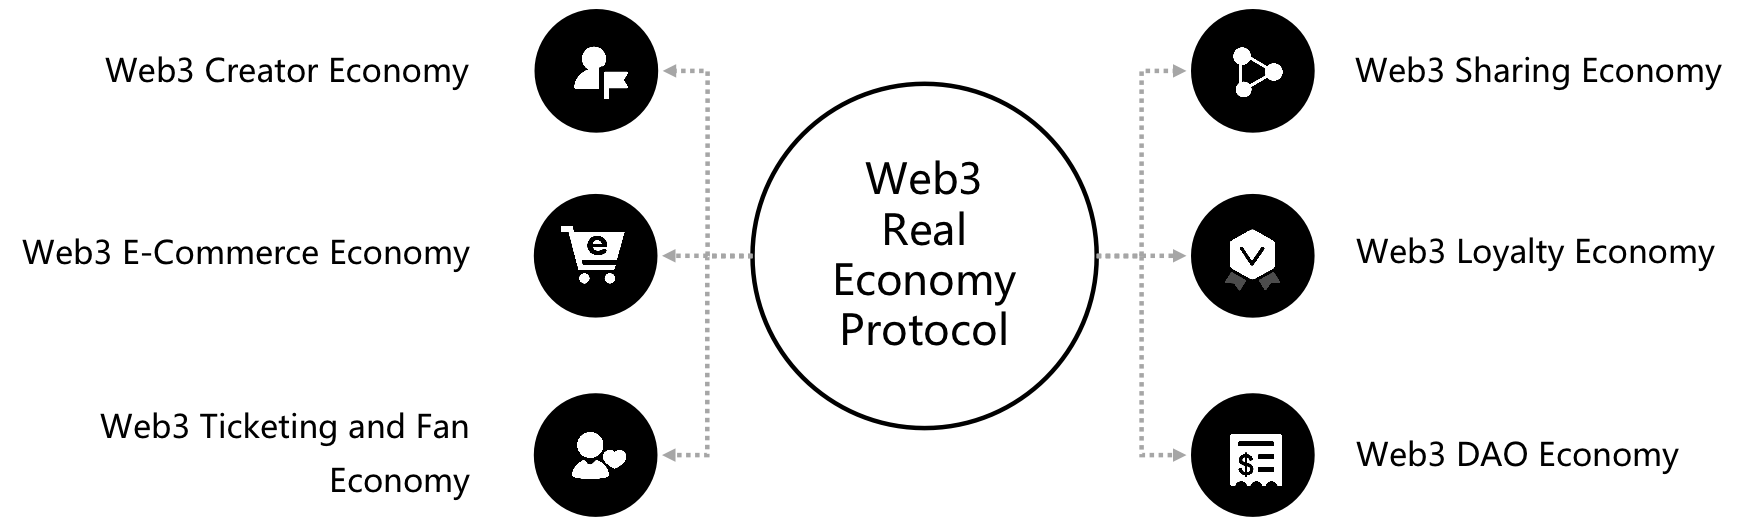 Web3 Creator Economy
Web3 E-Commerce Economy
Web3 Ticketing and Fan
Economy
Web3
Real
Economy
Protocol
Web3 Sharing Economy
Web3 Loyalty Economy
Web3 DAO Economy
e
V
$